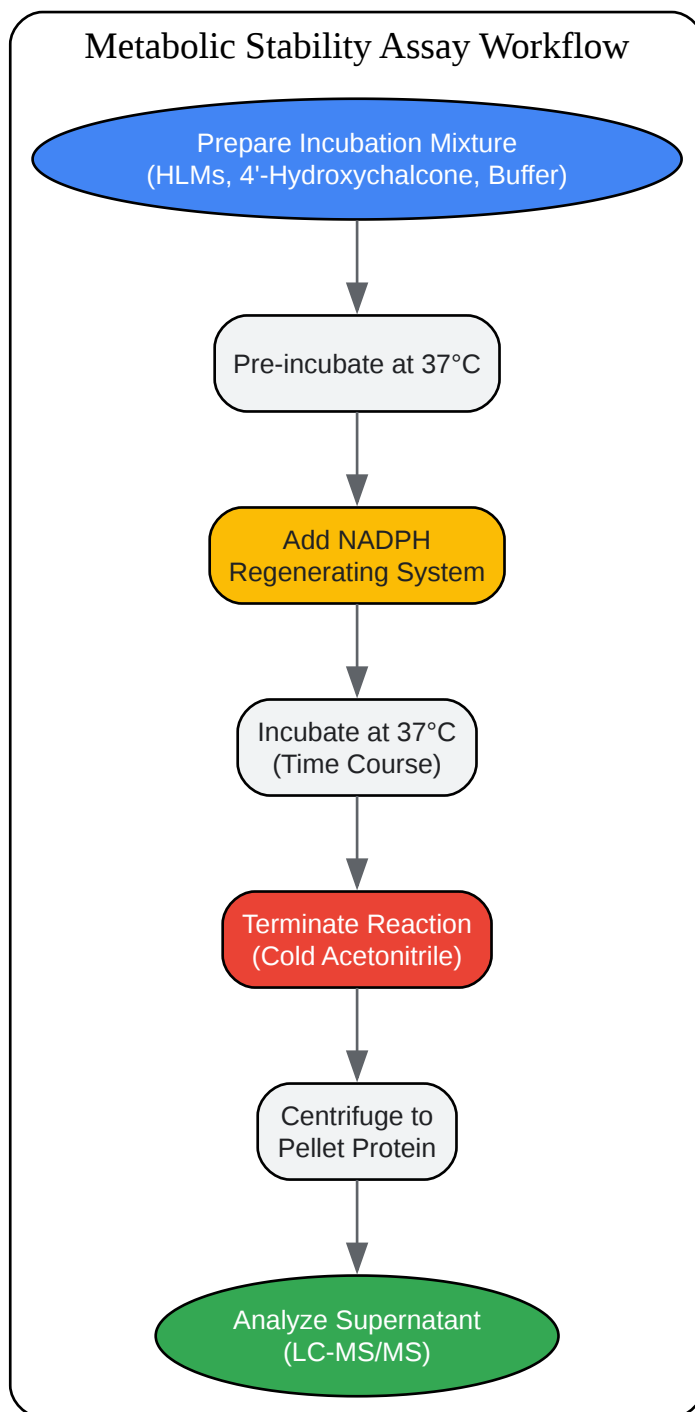 Metabolic Stability Assay Workflow
Prepare Incubation Mixture
(HLMs, 4'-Hydroxychalcone, Buffer)
Pre-incubate at 37°C
Add NADPH
Regenerating System
Incubate at 37°C
(Time Course)
Terminate Reaction
(Cold Acetonitrile)
Centrifuge to
Pellet Protein
Analyze Supernatant
(LC-MS/MS)